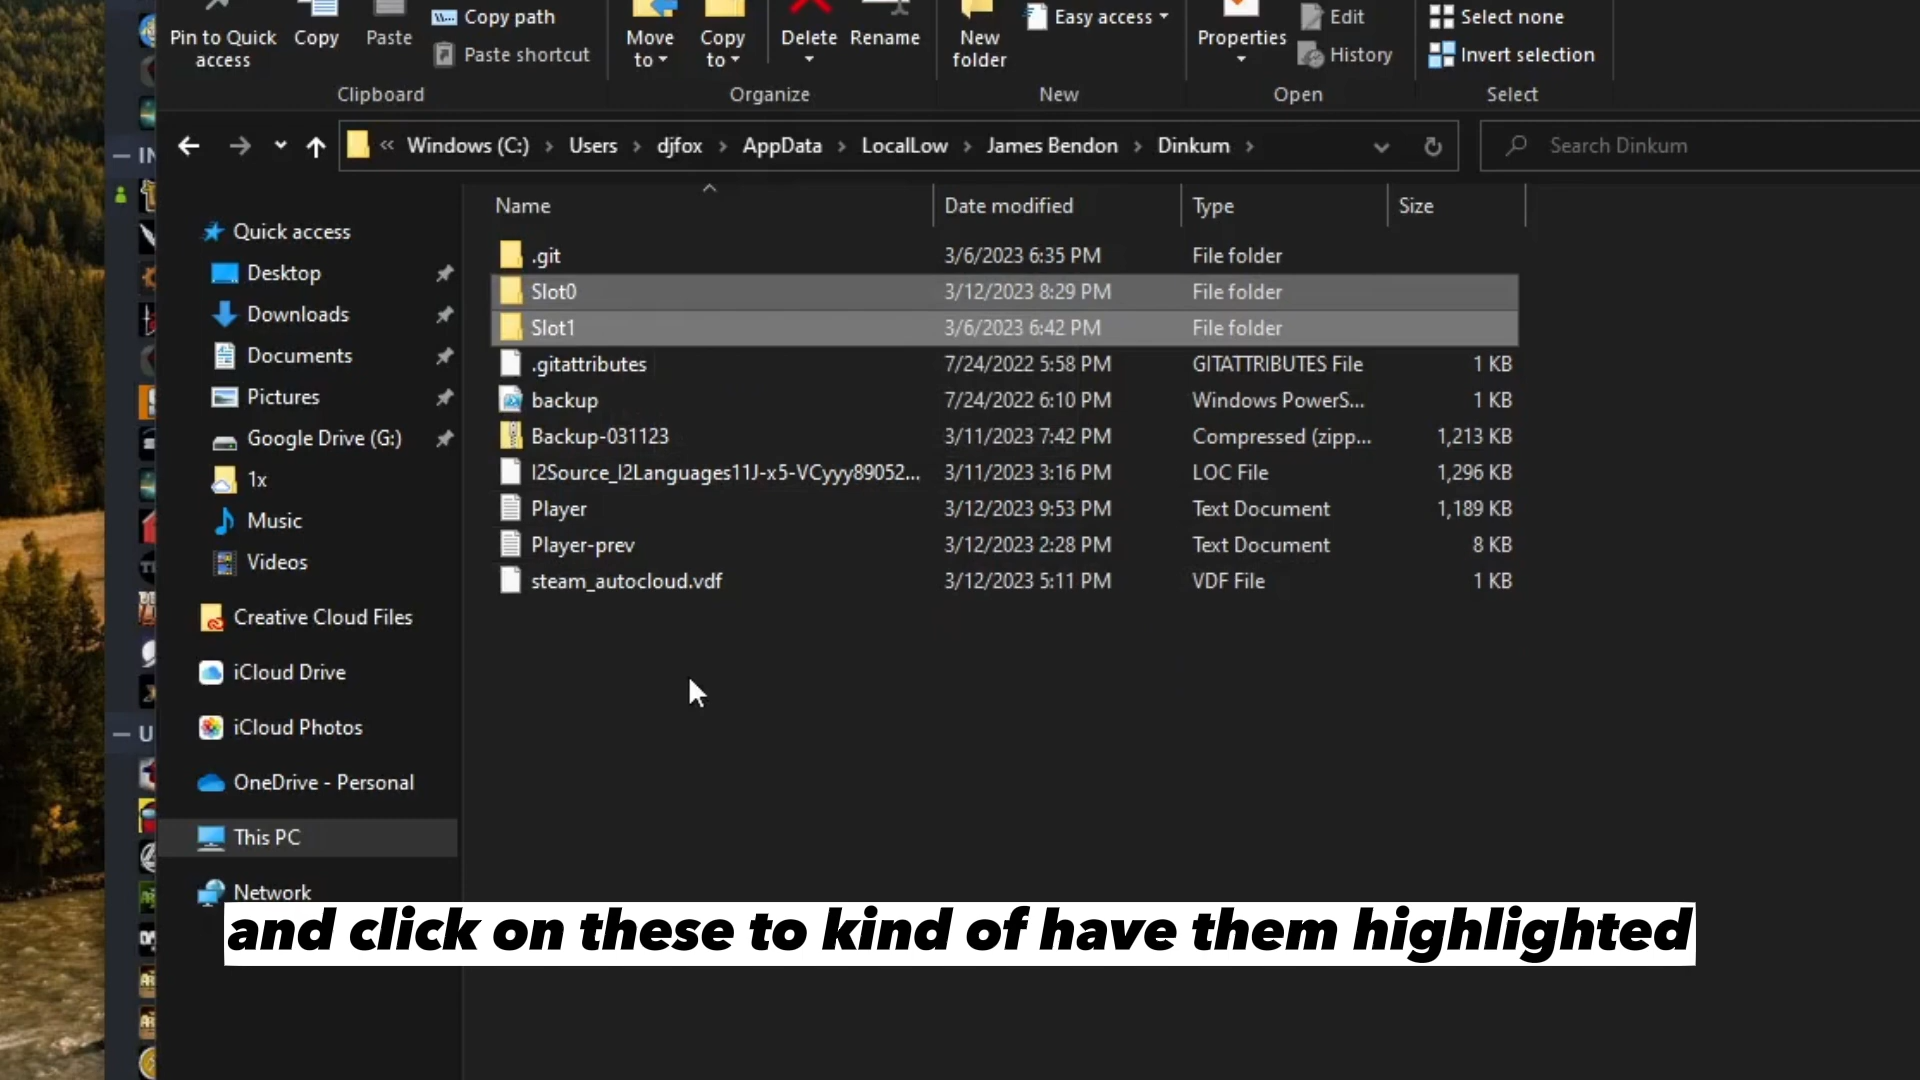 Pin to Quick access
Copy
Paste
Copy path
Paste shortcut
Move to
Copy to
Delete
Rename
New folder
Easy access
Properties
Edit
History
Select none
Invert selection
Clipboard
Organize
New
Open
Select
« Windows (C:) › Users › djfox › AppData › LocalLow › James Bendon › Dinkum ›
Search Dinkum
Name Date modified Type Size
Quick access
Desktop
Downloads
Documents
Pictures
Google Drive (G:)
1x
Music
Videos
Creative Cloud Files
iCloud Drive
iCloud Photos
OneDrive - Personal
This PC
Network
.git 3/6/2023 6:35 PM File folder
Slot0 3/12/2023 8:29 PM File folder
Slot1 3/6/2023 6:42 PM File folder
.gitattributes 7/24/2022 5:58 PM GITATTRIBUTES File 1 KB
backup 7/24/2022 6:10 PM Windows PowerS... 1 KB
Backup-031123 3/11/2023 7:42 PM Compressed (zipp... 1,213 KB
I2Source_I2Languages11J-x5-VCyyy89052... 3/11/2023 3:16 PM LOC File 1,296 KB
Player 3/12/2023 9:53 PM Text Document 1,189 KB
Player-prev 3/12/2023 2:28 PM Text Document 8 KB
steam_autocloud.vdf 3/12/2023 5:11 PM VDF File 1 KB
and click on these to kind of have them highlighted